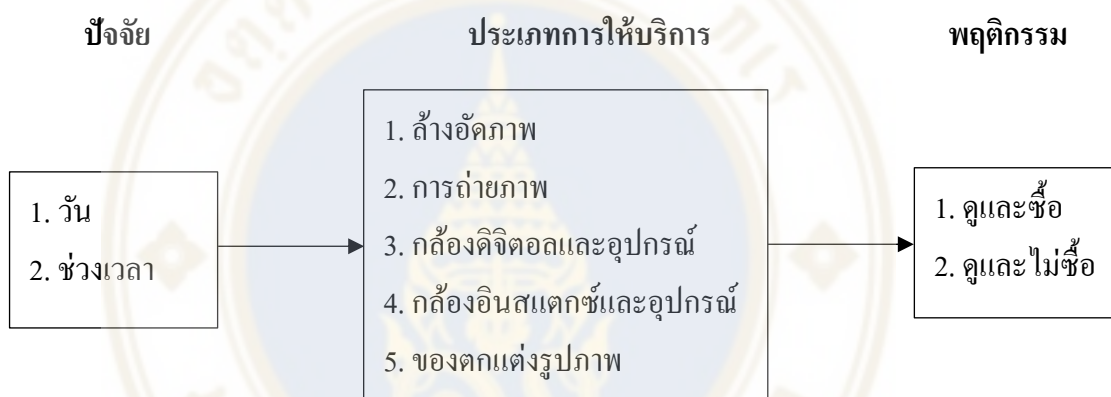 ปัจจัย
ประเภทการให้บริการ
พฤติกรรม
1. วัน
2. ช่วงเวลา
1. ล้างอัดภาพ
2. การถ่ายภาพ
3. กล้องดิจิตอลและอุปกรณ์
4. กล้องอินสแตกซ์และอุปกรณ์
5. ของตกแต่งรูปภาพ
1. ดูและซื้อ
2. ดูและไม่ซื้อ